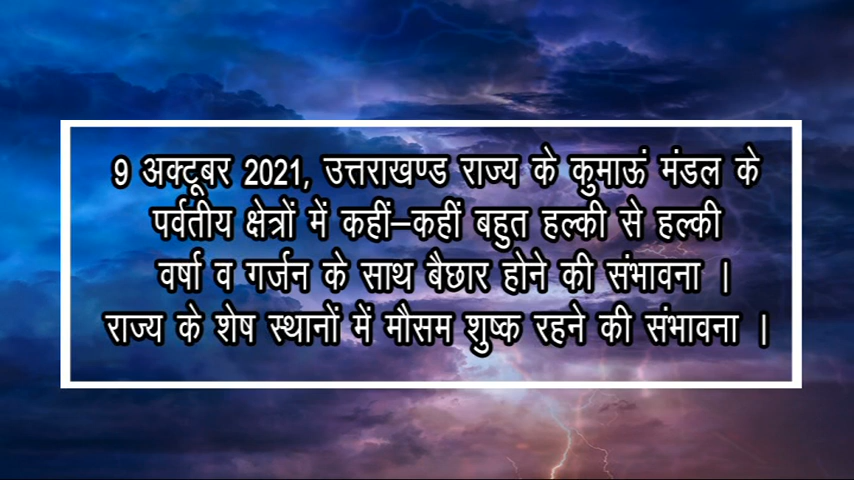 9 अक्टूबर 2021, उत्तराखण्ड राज्य के कुमाऊं मंडल के
पर्वतीय क्षेत्रों में कहीं–कहीं बहुत हल्की से हल्की
वर्षा व गर्जन के साथ बैछार होने की संभावना |
राज्य के शेष स्थानों में मौसम शुष्क रहने की संभावना |